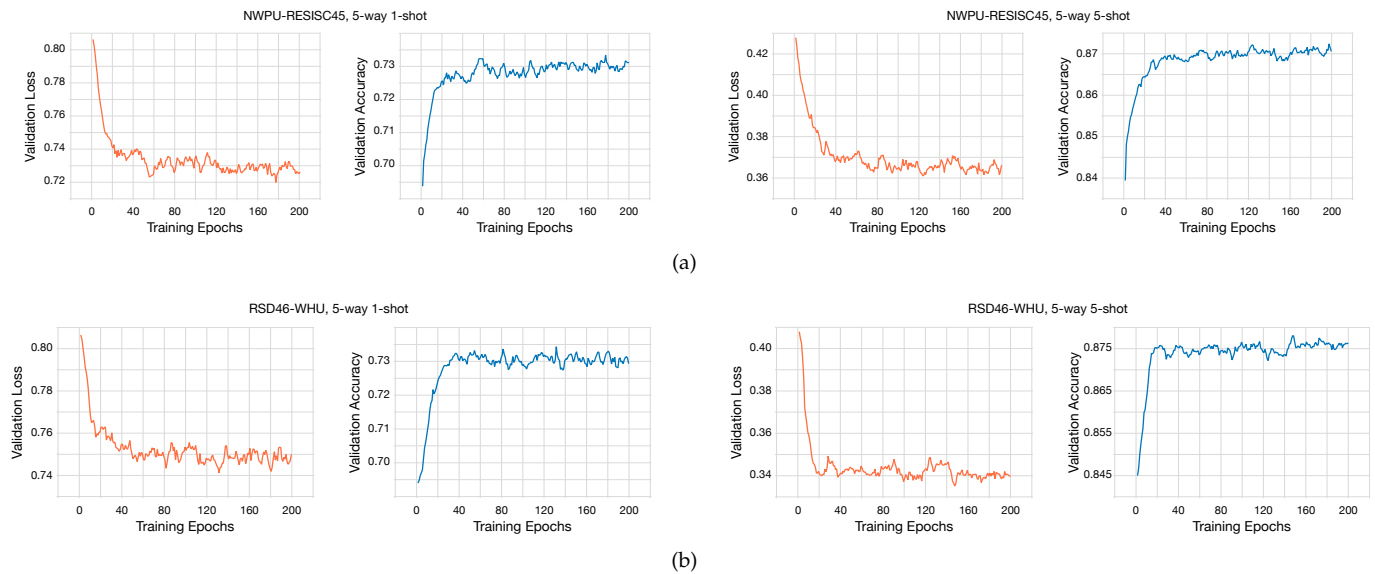 NWPU-RESISC45, 5-way 1-shot
NWPU-RESISC45, 5-way 5-shot
Validation Loss
0.80
0.78
0.76
0.74
0.72
0 40 80 120 160 200
Training Epochs
Validation Accuracy
0.73
0.72
0.71
0.70
0 40 80 120 160 200
Training Epochs
Validation Loss
0.42
0.40
0.38
0.36
0 40 80 120 160 200
Training Epochs
Validation Accuracy
0.87
0.86
0.85
0.84
0 40 80 120 160 200
Training Epochs
(a)
RSD46-WHU, 5-way 1-shot
RSD46-WHU, 5-way 5-shot
Validation Loss
0.80
0.78
0.76
0.74
0 40 80 120 160 200
Training Epochs
Validation Accuracy
0.73
0.72
0.71
0.70
0 40 80 120 160 200
Training Epochs
Validation Loss
0.40
0.38
0.36
0.34
0 40 80 120 160 200
Training Epochs
Validation Accuracy
0.875
0.865
0.855
0.845
0 40 80 120 160 200
Training Epochs
(b)